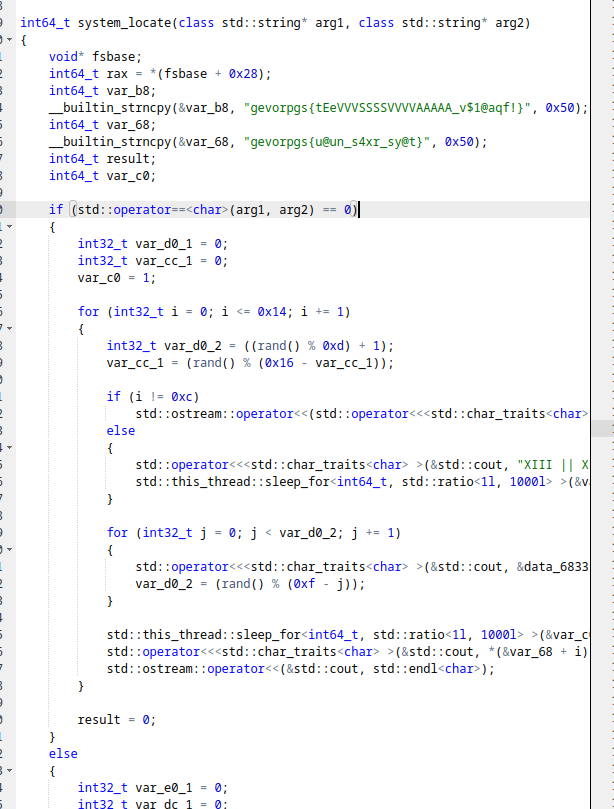 int64_t system_locate(class std::string* arg1, class std::string* arg2)
{
void* fsbase;
int64_t rax = *(fsbase + 0x28);
int64_t var_b8;
__builtin_strncpy(&var_b8, "gevorpgs{tEeVVVSSSSVVVVAAAAA_v$1@aqf!}", 0x50);
int64_t var_68;
__builtin_strncpy(&var_68, "gevorpgs{u@un_s4xr_sy@t}", 0x50);
int64_t result;
int64_t var_c0;
if (std::operator==<char>(arg1, arg2) == 0)
{
int32_t var_d0_1 = 0;
int32_t var_cc_1 = 0;
var_c0 = 1;
for (int32_t i = 0; i <= 0x14; i += 1)
{
int32_t var_d0_2 = ((rand() % 0xd) + 1);
var_cc_1 = (rand() % (0x16 - var_cc_1));
if (i != 0xc)
std::ostream::operator<<(std::operator<<<std::char_traits<char>
else
{
std::operator<<<std::char_traits<char> >(&std::cout, "XIII || X
std::this_thread::sleep_for<int64_t, std::ratio<1l, 1000l> >(&v
}
for (int32_t j = 0; j < var_d0_2; j += 1)
{
std::operator<<<std::char_traits<char> >(&std::cout, &data_6833
var_d0_2 = (rand() % (0xf - j));
}
std::this_thread::sleep_for<int64_t, std::ratio<1l, 1000l> >(&var_c
std::operator<<<std::char_traits<char> >(&std::cout, *(&var_68 + i)
std::ostream::operator<<(&std::cout, std::endl<char>);
}
result = 0;
}
else
{
int32_t var_e0_1 = 0;
int32_t var_dc_1 = 0;